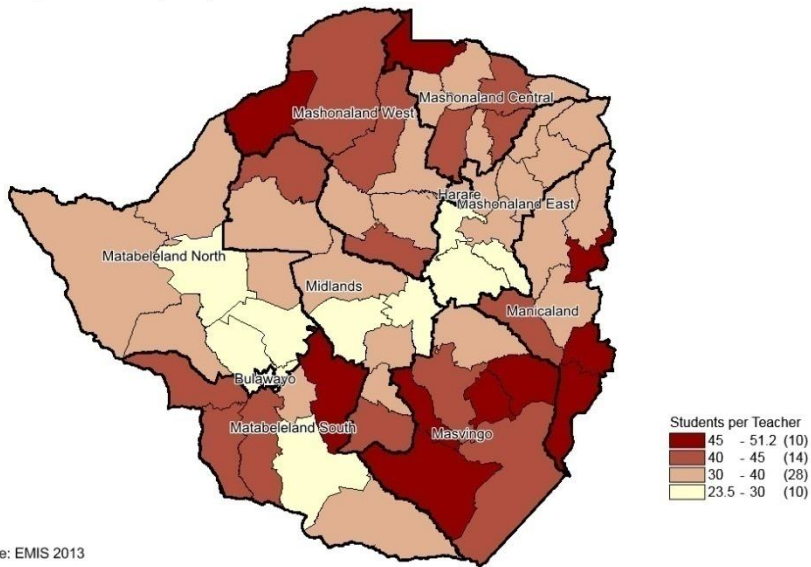 Mashonaland West
Mashonaland Central
Harare
Mashonaland East
Matabeleland North
Midlands
Manicaland
Bulawayo
Matabeleland South
Masvingo
Students per Teacher
45 - 51.2 (10)
40 - 45 (14)
30 - 40 (28)
23.5 - 30 (10)
e: EMIS 2013